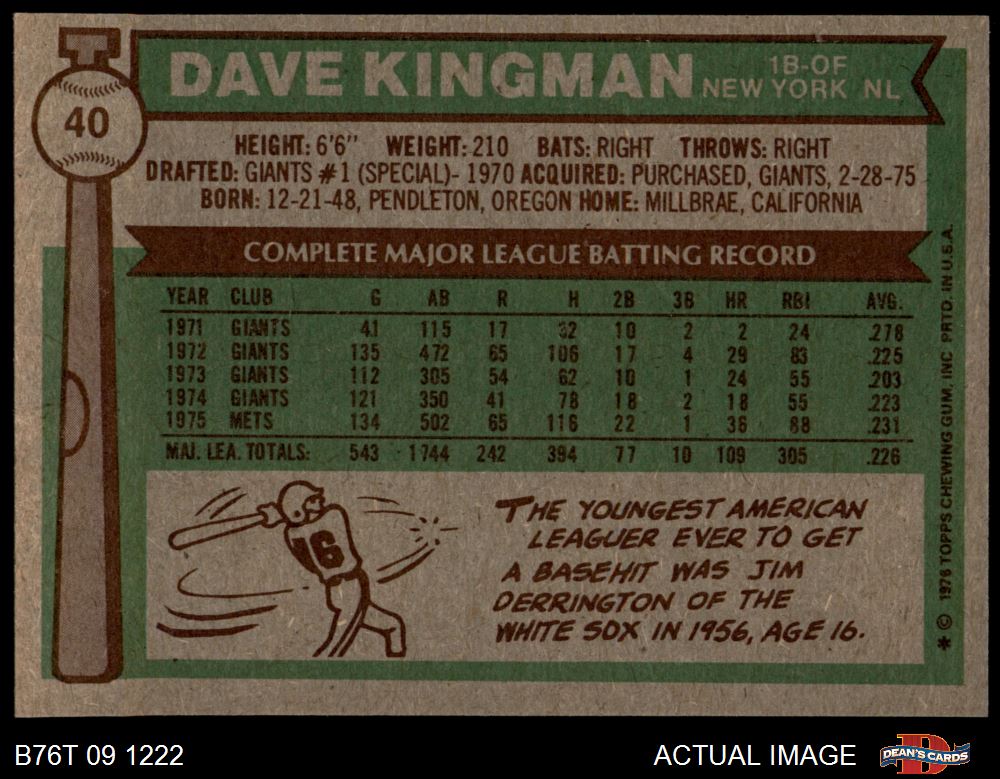 DAVE KINGMAN
1B-OF
NEW YORK NL
40
HEIGHT: 6'6" WEIGHT: 210 BATS: RIGHT THROWS: RIGHT
DRAFTED: GIANTS #1 (SPECIAL)- 1970 ACQUIRED: PURCHASED, GIANTS, 2-28-75
BORN: 12-21-48, PENDLETON, OREGON HOME: MILLBRAE, CALIFORNIA
COMPLETE MAJOR LEAGUE BATTING RECORD
YEAR CLUB G AB R H 2B 3B HR RBI AVG.
1971 GIANTS 41 115 17 32 10 2 2 24 .278
1972 GIANTS 135 472 65 106 17 4 29 83 .225
1973 GIANTS 112 305 54 62 10 1 24 55 .203
1974 GIANTS 121 350 41 78 18 2 18 55 .223
1975 METS 134 502 65 116 22 1 36 88 .231
MAJ. LEA. TOTALS: 543 1744 242 394 77 10 109 305 .226
16
THE YOUNGEST AMERICAN
LEAGUER EVER TO GET
A BASEHIT WAS JIM
DERRINGTON OF THE
WHITE SOX IN 1956, AGE 16.
* © 1976 TOPPS CHEWING GUM, INC. PRTD. IN U.S.A.
B76T 09 1222
ACTUAL IMAGE
DEAN'S CARDS